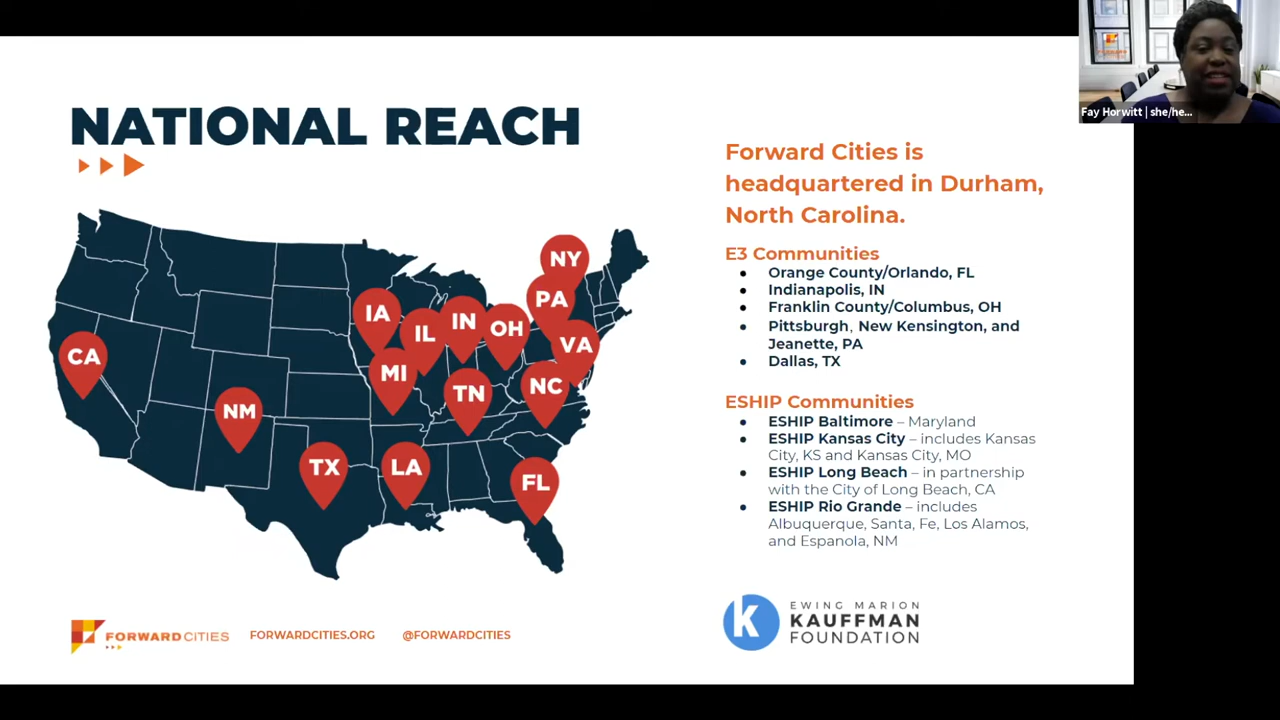 NATIONAL REACH
NY
PA
IA
IN
IL
OH
VA
CA
MI
NC
TN
NM
TX
LA
FL
Forward Cities is
headquartered in Durham,
North Carolina.
E3 Communities
• Orange County/Orlando, FL
• Indianapolis, IN
• Franklin County/Columbus, OH
• Pittsburgh, New Kensington, and
Jeanette, PA
• Dallas, TX
ESHIP Communities
• ESHIP Baltimore – Maryland
• ESHIP Kansas City – includes Kansas
City, KS and Kansas City, MO
• ESHIP Long Beach – in partnership
with the City of Long Beach, CA
• ESHIP Rio Grande – includes
Albuquerque, Santa, Fe, Los Alamos,
and Espanola, NM
FORWARD CITIES
FORWARDCITIES.ORG
@FORWARDCITIES
K
EWING MARION
KAUFFMAN
FOUNDATION
Fay Horwitt | she/he...